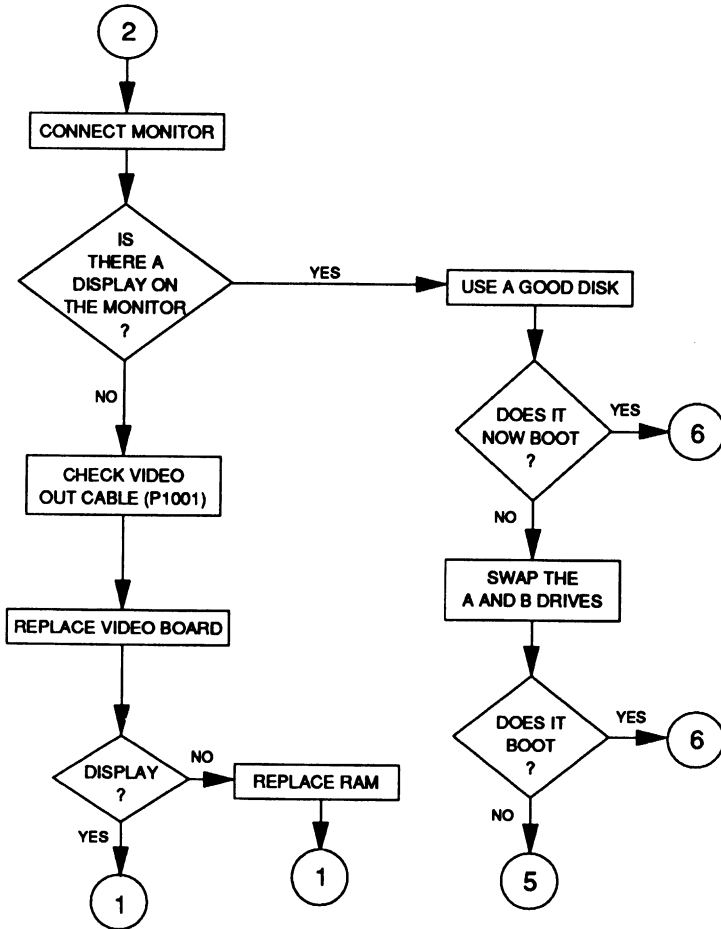 2
CONNECT MONITOR
IS
THERE A
DISPLAY ON
THE MONITOR
?
YES
USE A GOOD DISK
NO
DOES IT
NOW BOOT
?
YES
6
NO
CHECK VIDEO
OUT CABLE (P1001)
SWAP THE
A AND B DRIVES
REPLACE VIDEO BOARD
DOES IT
BOOT
?
YES
6
NO
DISPLAY
?
NO
REPLACE RAM
YES
1
1
5